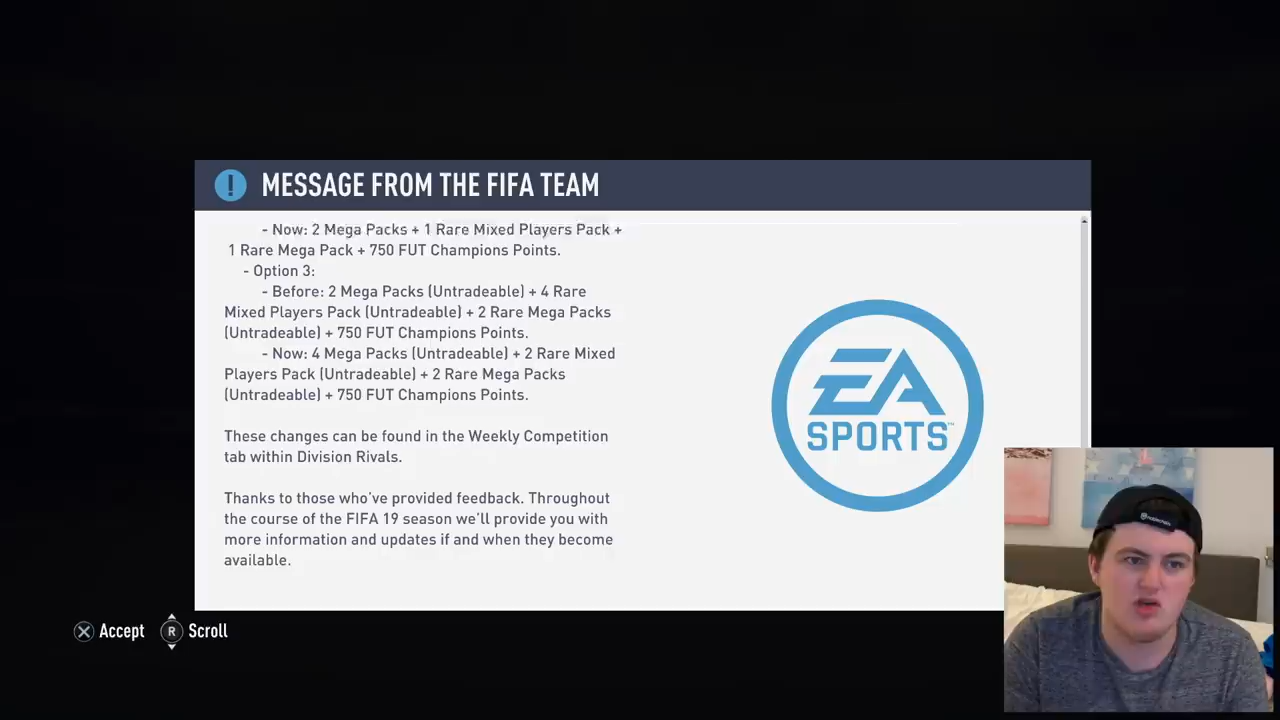 MESSAGE FROM THE FIFA TEAM
- Now: 2 Mega Packs + 1 Rare Mixed Players Pack +
1 Rare Mega Pack + 750 FUT Champions Points.
- Option 3:
- Before: 2 Mega Packs (Untradeable) + 4 Rare
Mixed Players Pack (Untradeable) + 2 Rare Mega Packs
(Untradeable) + 750 FUT Champions Points.
- Now: 4 Mega Packs (Untradeable) + 2 Rare Mixed
Players Pack (Untradeable) + 2 Rare Mega Packs
(Untradeable) + 750 FUT Champions Points.
These changes can be found in the Weekly Competition
tab within Division Rivals.
Thanks to those who've provided feedback. Throughout
the course of the FIFA 19 season we'll provide you with
more information and updates if and when they become
available.
EA
SPORTS™
Accept R Scroll